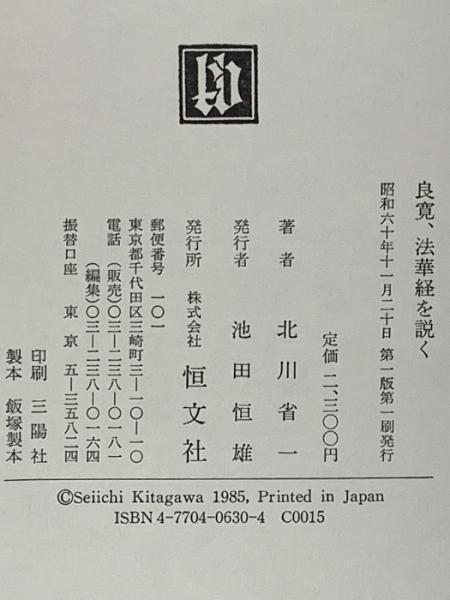 良寛、法華経を説く
昭和六十年十一月二十日 第一版第一刷発行
定価 二、三〇〇円
著者 北川省一
発行者 池田恒雄
発行所 株式会社 恒文社
郵便番号 一〇一
東京都千代田区三崎町三―一〇―一〇
電話 (販売)〇三―二三八―〇一八一
(編集)〇三―二三八―〇一六四
振替口座 東京 五―三五八二四
印刷 三陽社
製本 飯塚製本
©Seiichi Kitagawa 1985, Printed in Japan
ISBN 4-7704-0630-4 C0015